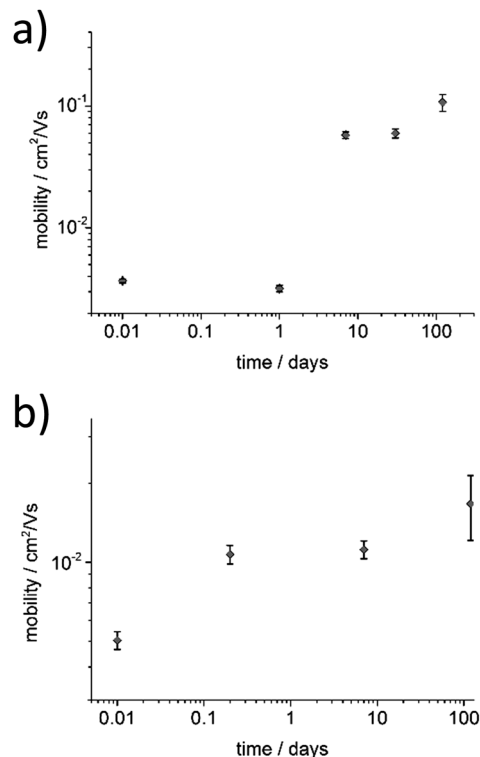 a)
mobility / cm²/Vs
10⁻¹
10⁻²
0.01 0.1 1 10 100
time / days
b)
mobility / cm²/Vs
10⁻²
0.01 0.1 1 10 100
time / days